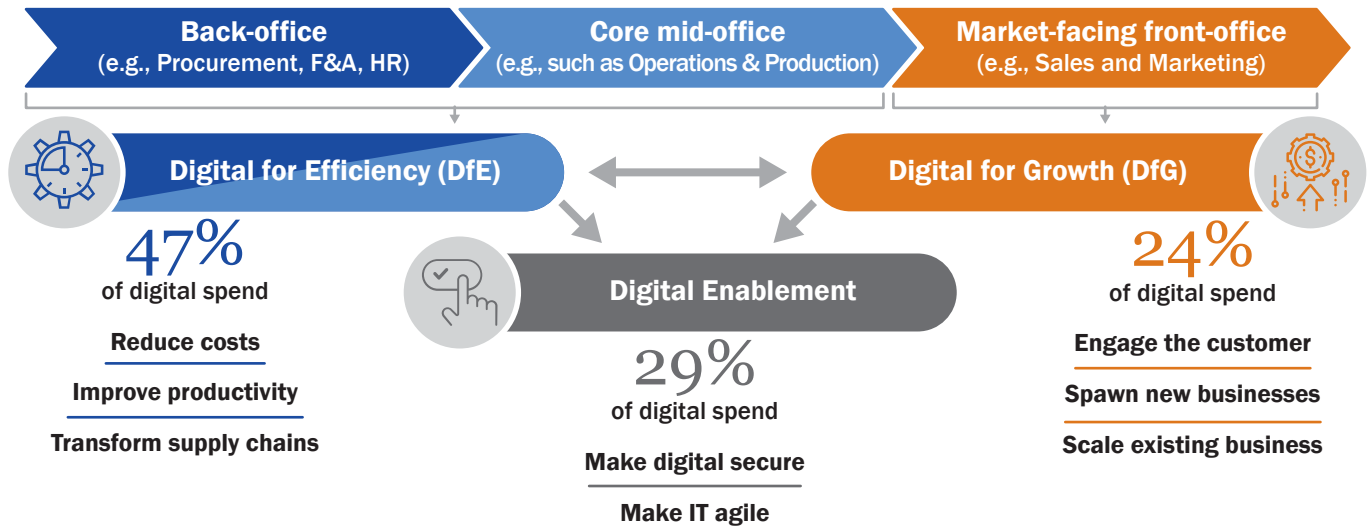 Back-office
(e.g., Procurement, F&A, HR)
Core mid-office
(e.g., such as Operations & Production)
Market-facing front-office
(e.g., Sales and Marketing)
Digital for Efficiency (DfE)
Digital for Growth (DfG)
47%
of digital spend
Reduce costs
Improve productivity
Transform supply chains
Digital Enablement
29%
of digital spend
Make digital secure
Make IT agile
$
24%
of digital spend
Engage the customer
Spawn new businesses
Scale existing business